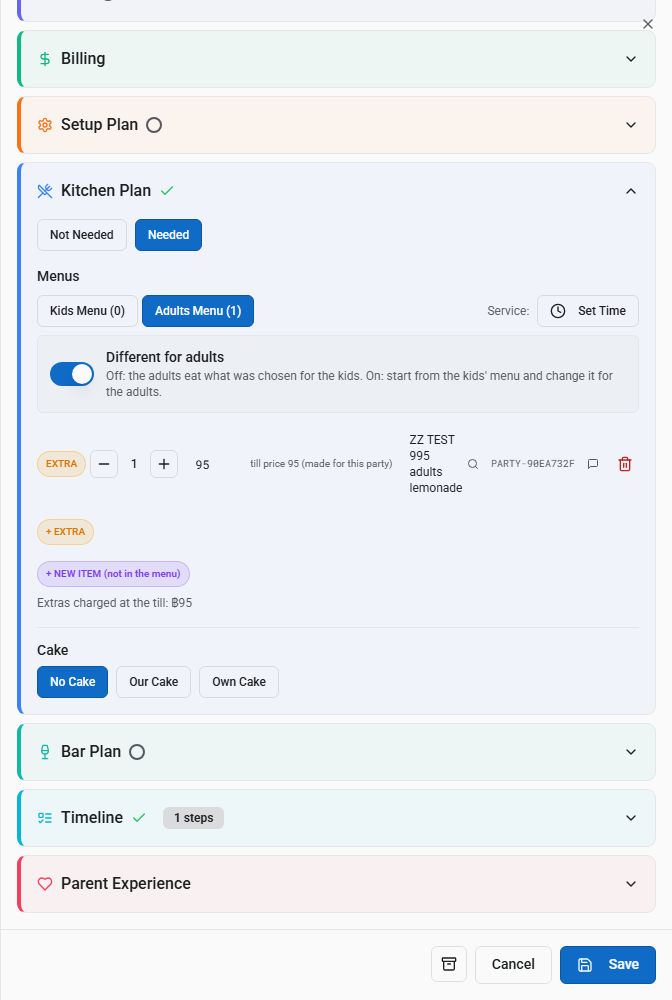 Billing
Setup Plan
Kitchen Plan
Not Needed
Needed
Menus
Kids Menu (0)
Adults Menu (1)
Service:
Set Time
Different for adults
Off: the adults eat what was chosen for the kids. On: start from the kids' menu and change it for
the adults.
EXTRA
1
95
till price 95 (made for this party)
ZZ TEST
995
adults
lemonade
PARTY-90EA732F
+ EXTRA
+ NEW ITEM (not in the menu)
Extras charged at the till: ฿95
Cake
No Cake
Our Cake
Own Cake
Bar Plan
Timeline
1 steps
Parent Experience
Cancel
Save